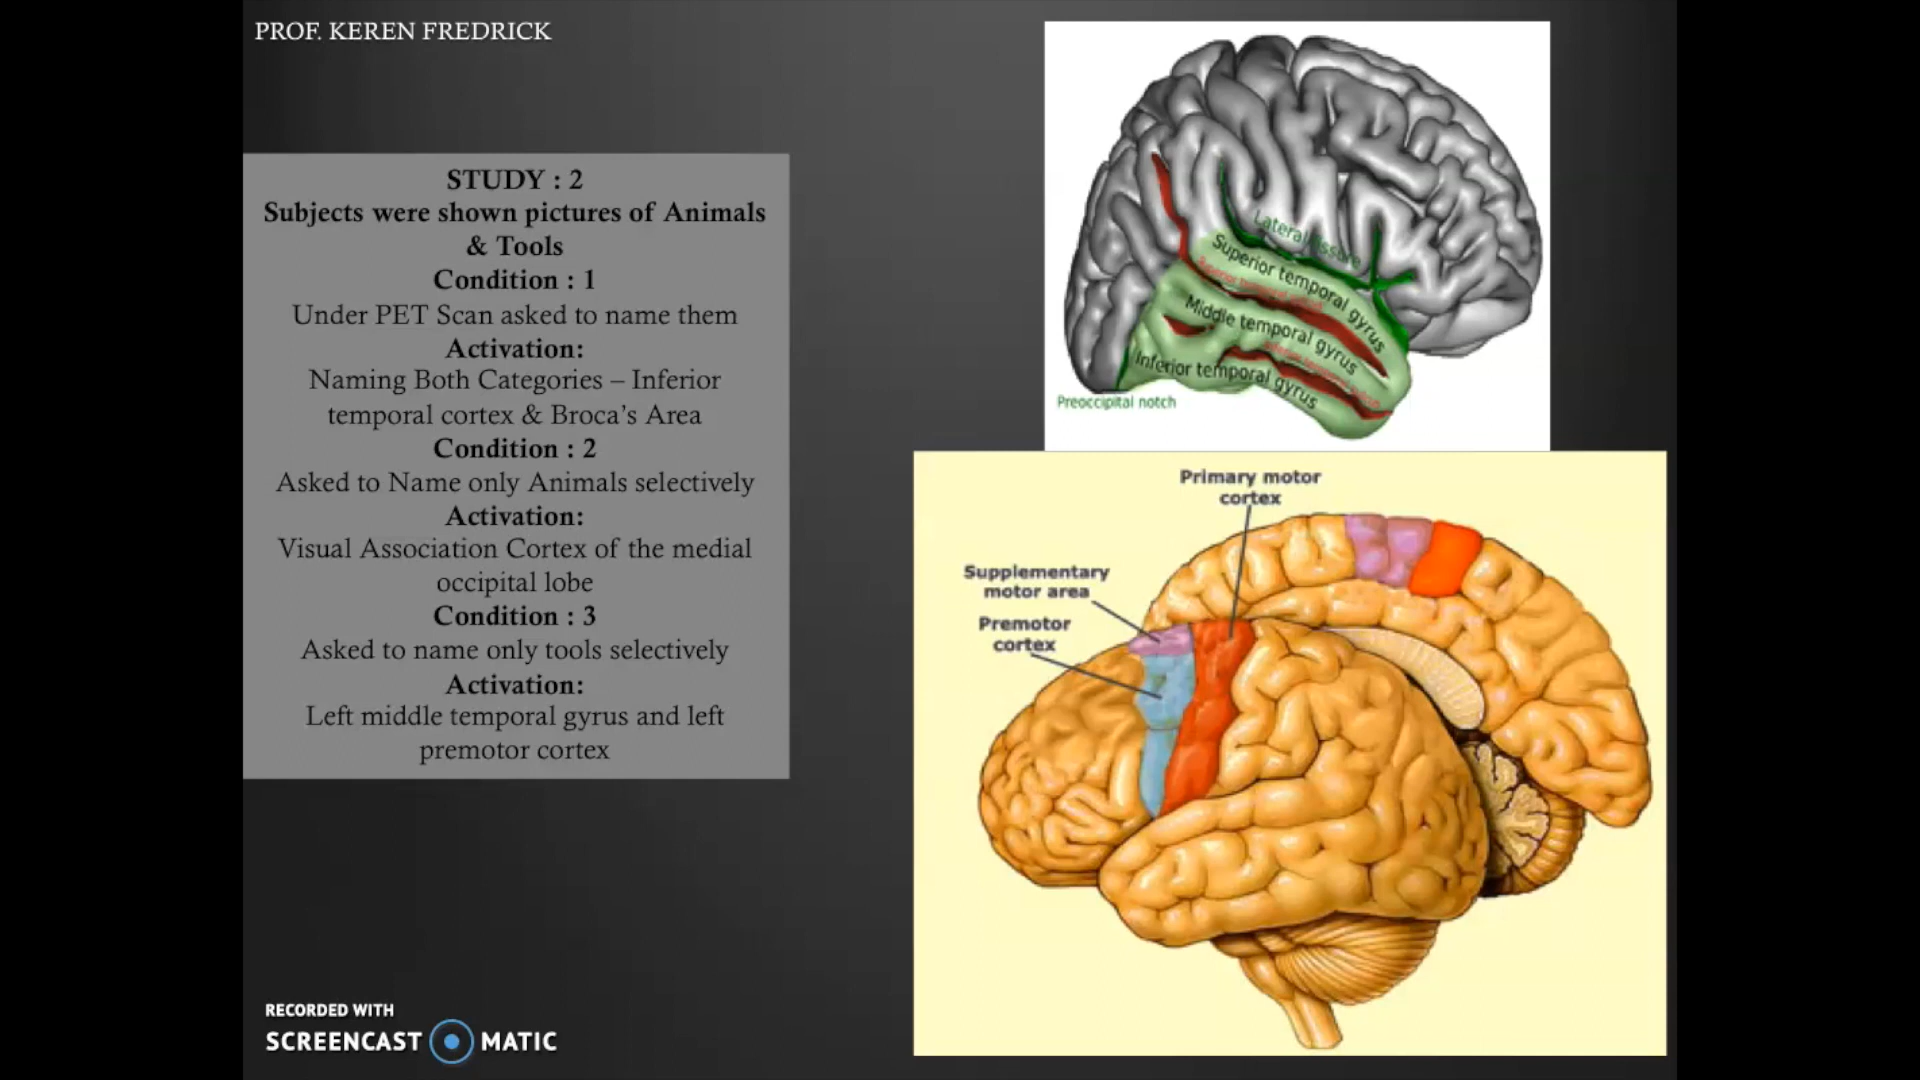 PROF. KEREN FREDRICK
STUDY : 2
Subjects were shown pictures of Animals
& Tools
Condition : 1
Under PET Scan asked to name them
Activation:
Naming Both Categories – Inferior
temporal cortex & Broca’s Area
Condition : 2
Asked to Name only Animals selectively
Activation:
Visual Association Cortex of the medial
occipital lobe
Condition : 3
Asked to name only tools selectively
Activation:
Left middle temporal gyrus and left
premotor cortex
Lateral fissure
Superior temporal gyrus
Middle temporal gyrus
Inferior temporal gyrus
Preoccipital notch
Primary motor
cortex
Supplementary
motor area
Premotor
cortex
RECORDED WITH
SCREENCAST MATIC